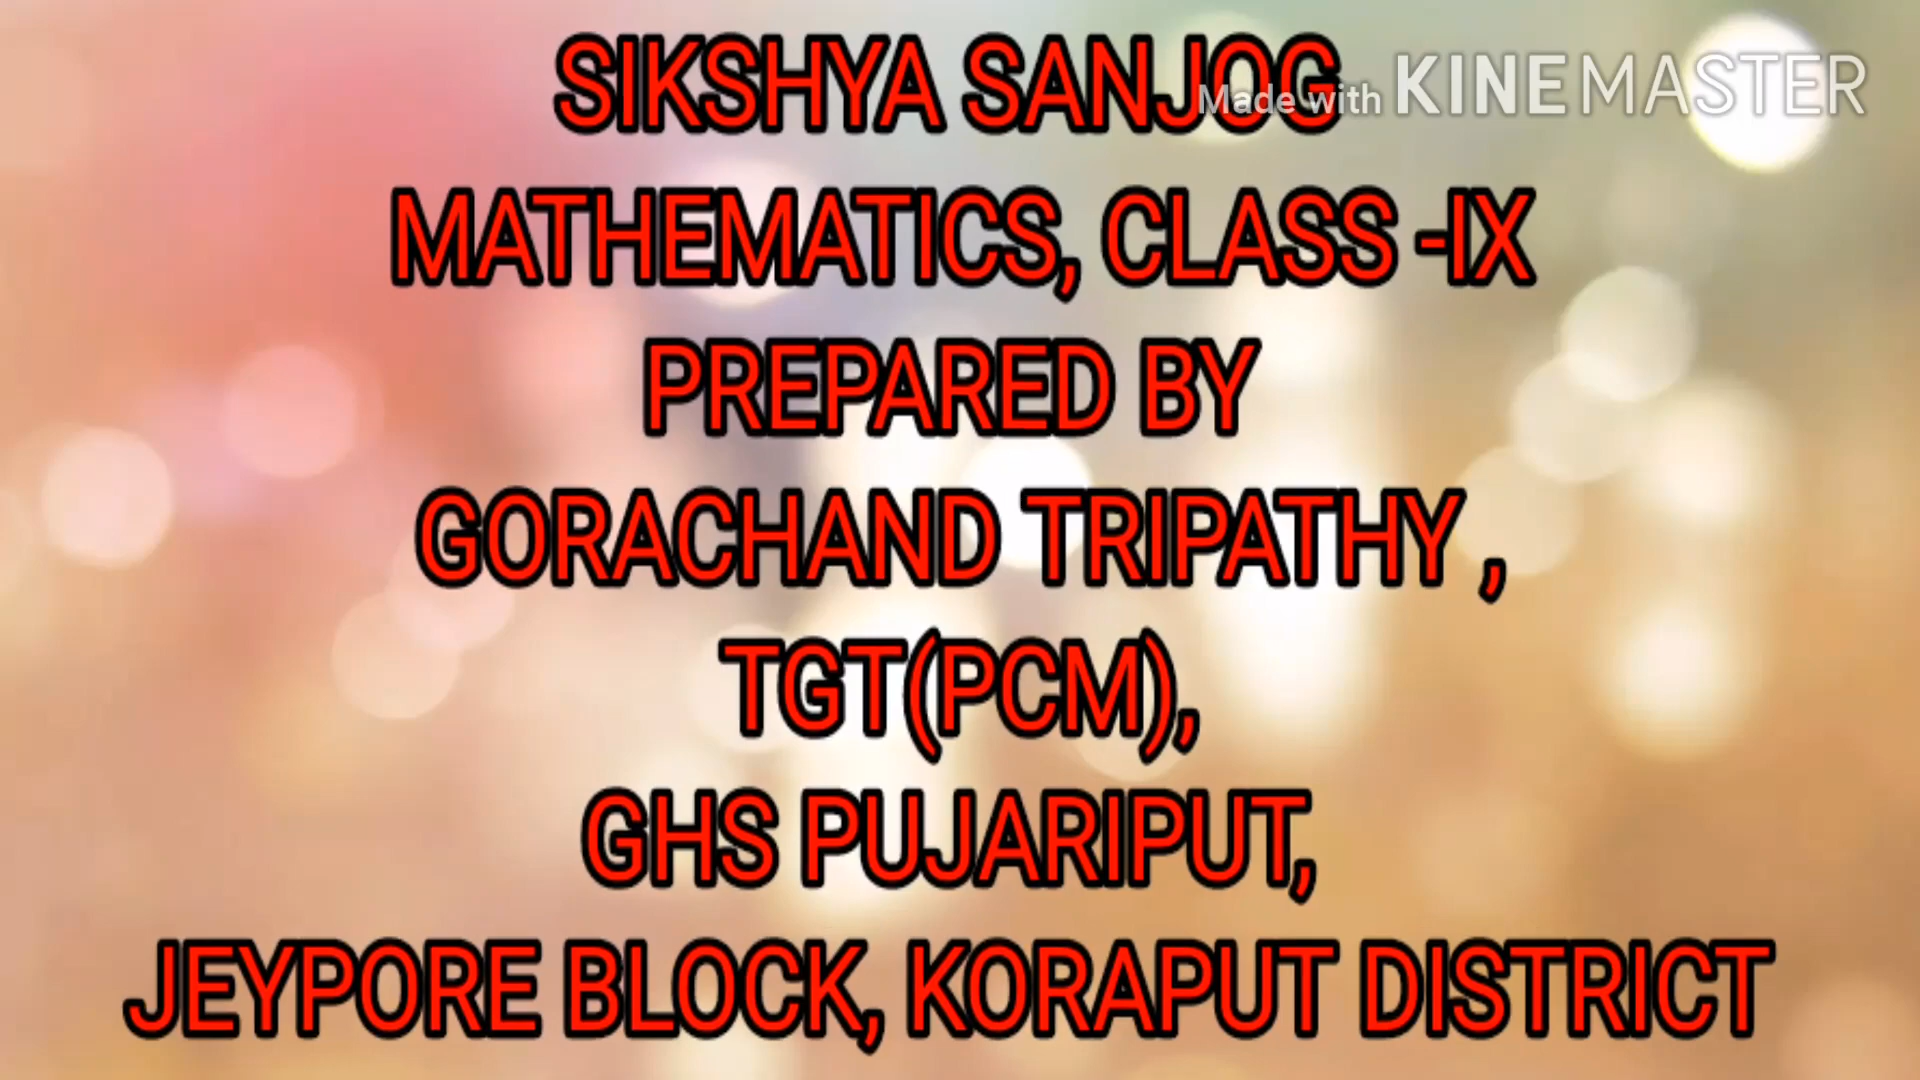 SIKSHYA SANJOG
Made with KINEMASTER
MATHEMATICS, CLASS -IX
PREPARED BY
GORACHAND TRIPATHY ,
TGT(PCM),
GHS PUJARIPUT,
JEYPORE BLOCK, KORAPUT DISTRICT